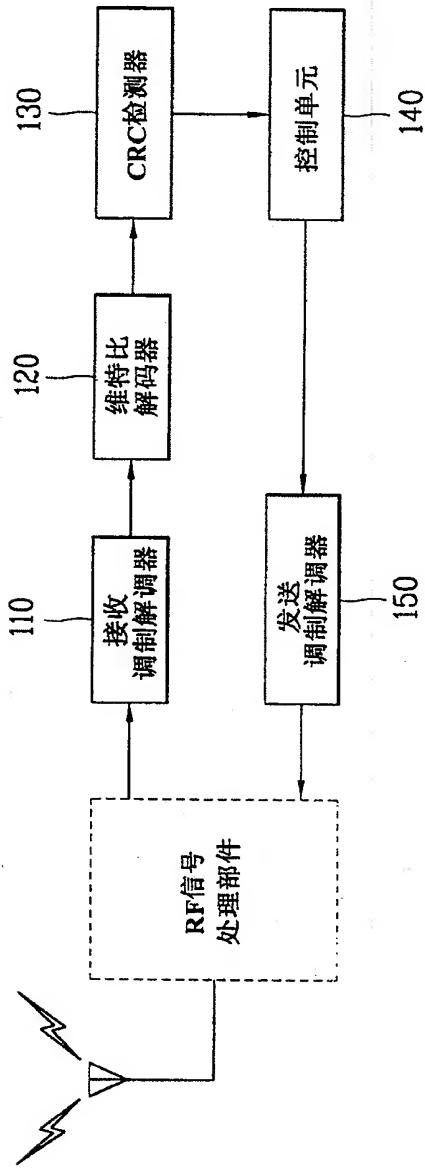 RF信号
处理部件
110
接收
调制解调器
120
维特比
解码器
130
CRC检测器
140
控制单元
150
发送
调制解调器